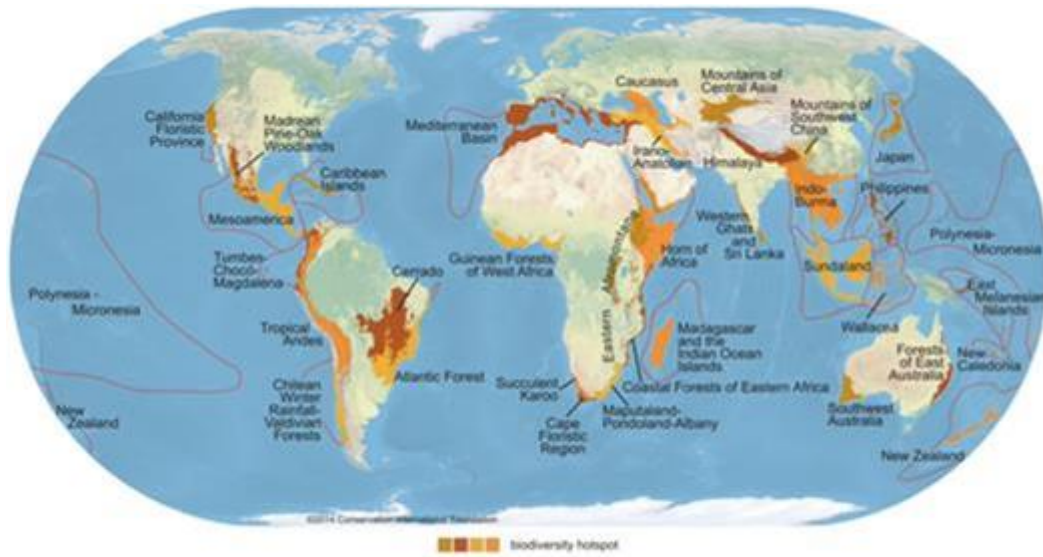 California
Floristic
Province
Madrean
Pine-Oak
Woodlands
Caribbean
Islands
Mesoamerica
Tumbes-
Chocó-
Magdalena
Polynesia -
Micronesia
New
Zealand
Tropical
Andes
Chilean
Winter
Rainfall-
Valdivian
Forests
Cerrado
Atlantic Forest
Mediterranean
Basin
Caucasus
Irano-
Anatolian
Mountains of
Central Asia
Mountains of
Southwest
China
Himalaya
Japan
Indo-
Burma
Philippines
Western
Ghats and
Sri Lanka
Guinean Forests
of West Africa
Eastern Afromontane
Horn of
Africa
Sundaland
Polynesia-
Micronesia
East
Melanesian
Islands
Wallacea
Madagascar
and the
Indian Ocean
Islands
Coastal Forests of Eastern Africa
Succulent
Karoo
Cape
Floristic
Region
Maputaland-
Pondoland-Albany
Forests
of East
Australia
New
Caledonia
Southwest
Australia
New Zealand
©2014 Conservation International Foundation
biodiversity hotspot